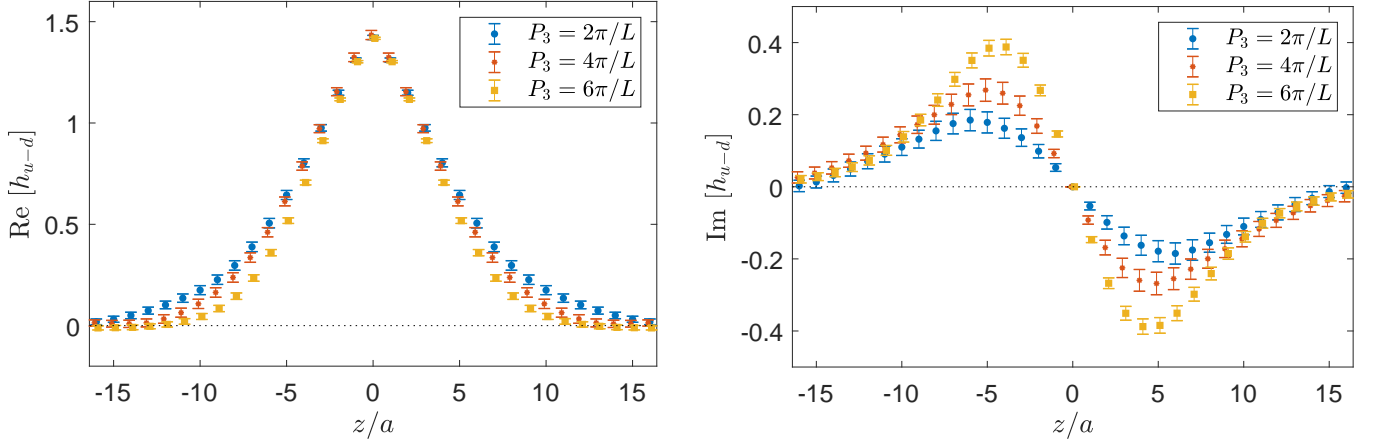 1.5
1
0.5
0
Re [h_{u-d}]
P_3 = 2π/L
P_3 = 4π/L
P_3 = 6π/L
-15 -10 -5 0 5 10 15
z/a
0.4
0.2
0
-0.2
-0.4
Im [h_{u-d}]
P_3 = 2π/L
P_3 = 4π/L
P_3 = 6π/L
-15 -10 -5 0 5 10 15
z/a